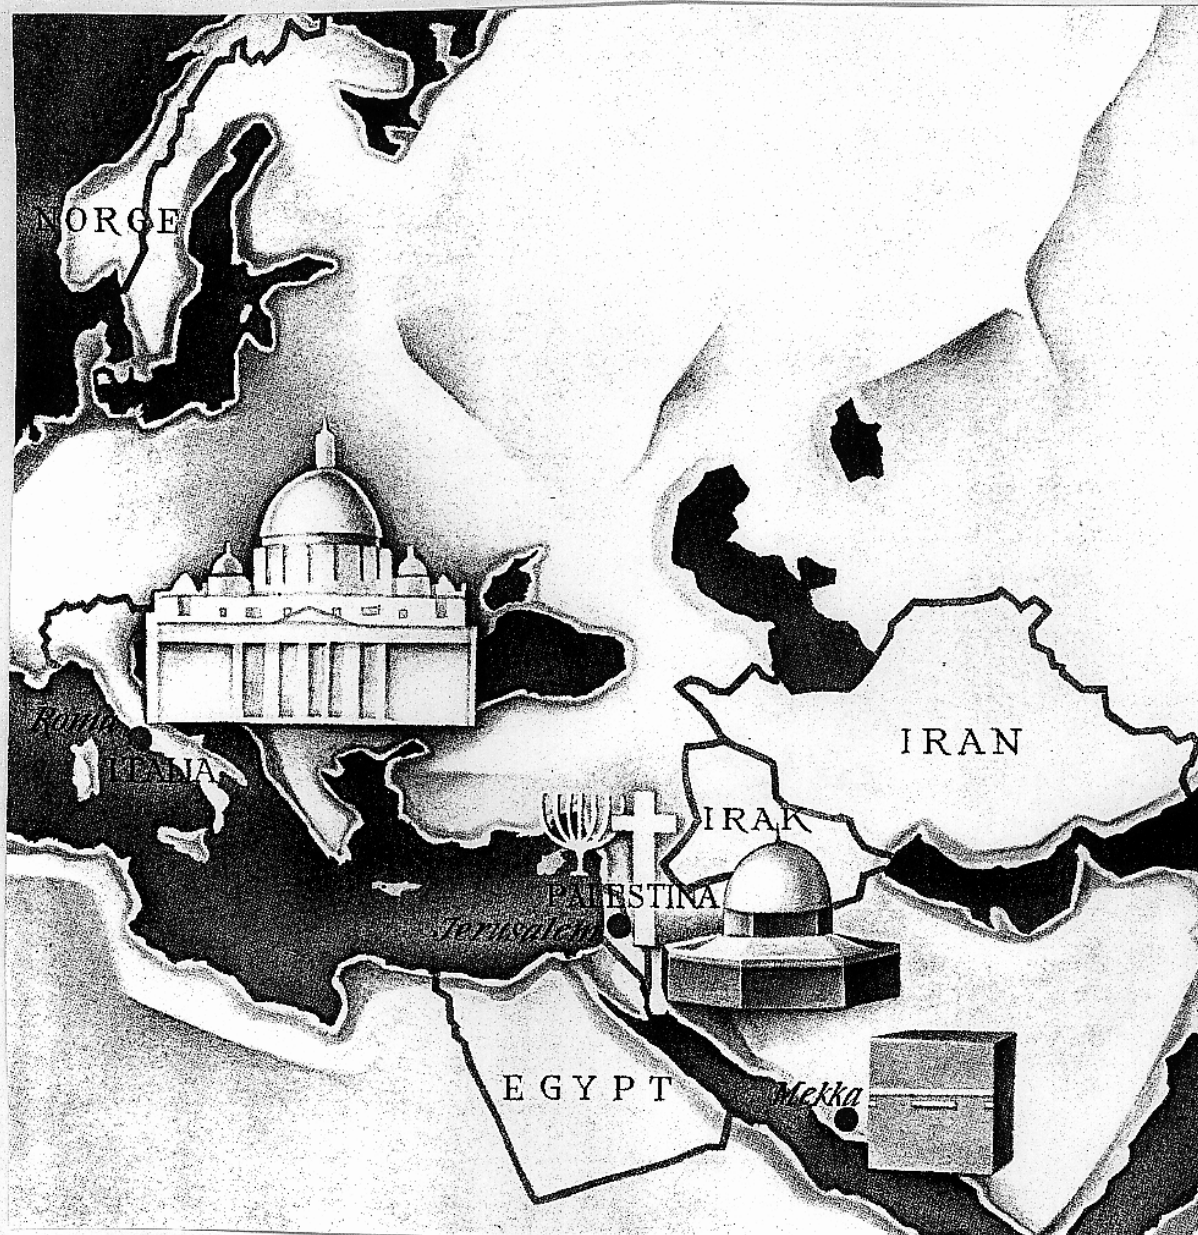 NORGE
Roma
ITALIA
IRAN
IRAK
PALESTINA
Jerusalem
EGYPT
Mekka